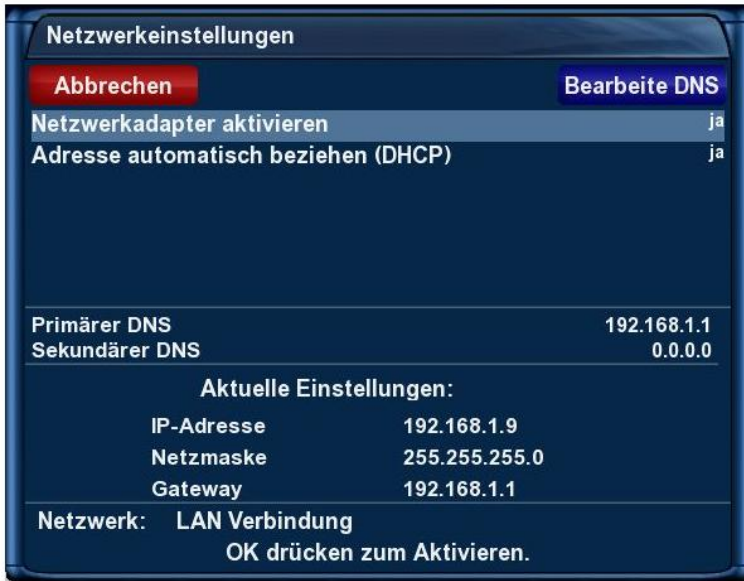 Netzwerkeinstellungen
Abbrechen Bearbeite DNS
Netzwerkadapter aktivieren ja
Adresse automatisch beziehen (DHCP) ja
Primärer DNS 192.168.1.1
Sekundärer DNS 0.0.0.0
Aktuelle Einstellungen:
IP-Adresse 192.168.1.9
Netzmaske 255.255.255.0
Gateway 192.168.1.1
Netzwerk: LAN Verbindung
OK drücken zum Aktivieren.